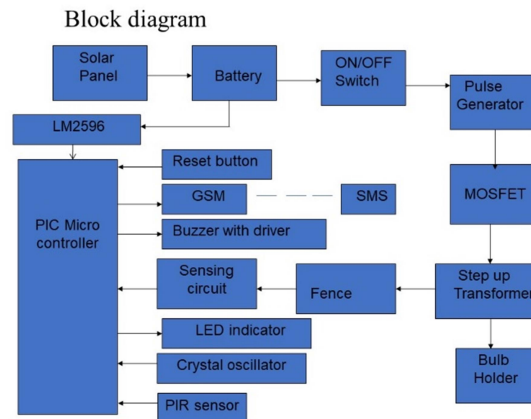 Block diagram
Solar
Panel
Battery
ON/OFF
Switch
Pulse
Generator
LM2596
Reset button
GSM
SMS
MOSFET
PIC Micro
controller
Buzzer with driver
Sensing
circuit
Fence
Step up
Transformer
LED indicator
Crystal oscillator
Bulb
Holder
PIR sensor